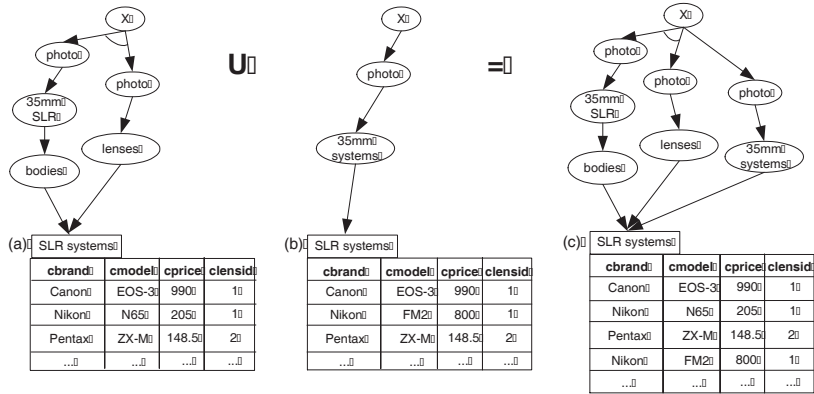 X
photo
photo
35mm
SLR
lenses
bodies
(a) SLR systems
cbrand cmodel cprice clensid
Canon EOS-3 990 1
Nikon N65 205 1
Pentax ZX-M 148.5 2
... ... ... ...
U
X
photo
35mm
systems
(b) SLR systems
cbrand cmodel cprice clensid
Canon EOS-3 990 1
Nikon FM2 800 1
Pentax ZX-M 148.5 2
... ... ... ...
=
X
photo
photo
photo
35mm
SLR
lenses
35mm
systems
bodies
(c) SLR systems
cbrand cmodel cprice clensid
Canon EOS-3 990 1
Nikon N65 205 1
Pentax ZX-M 148.5 2
Nikon FM2 800 1
... ... ... ...